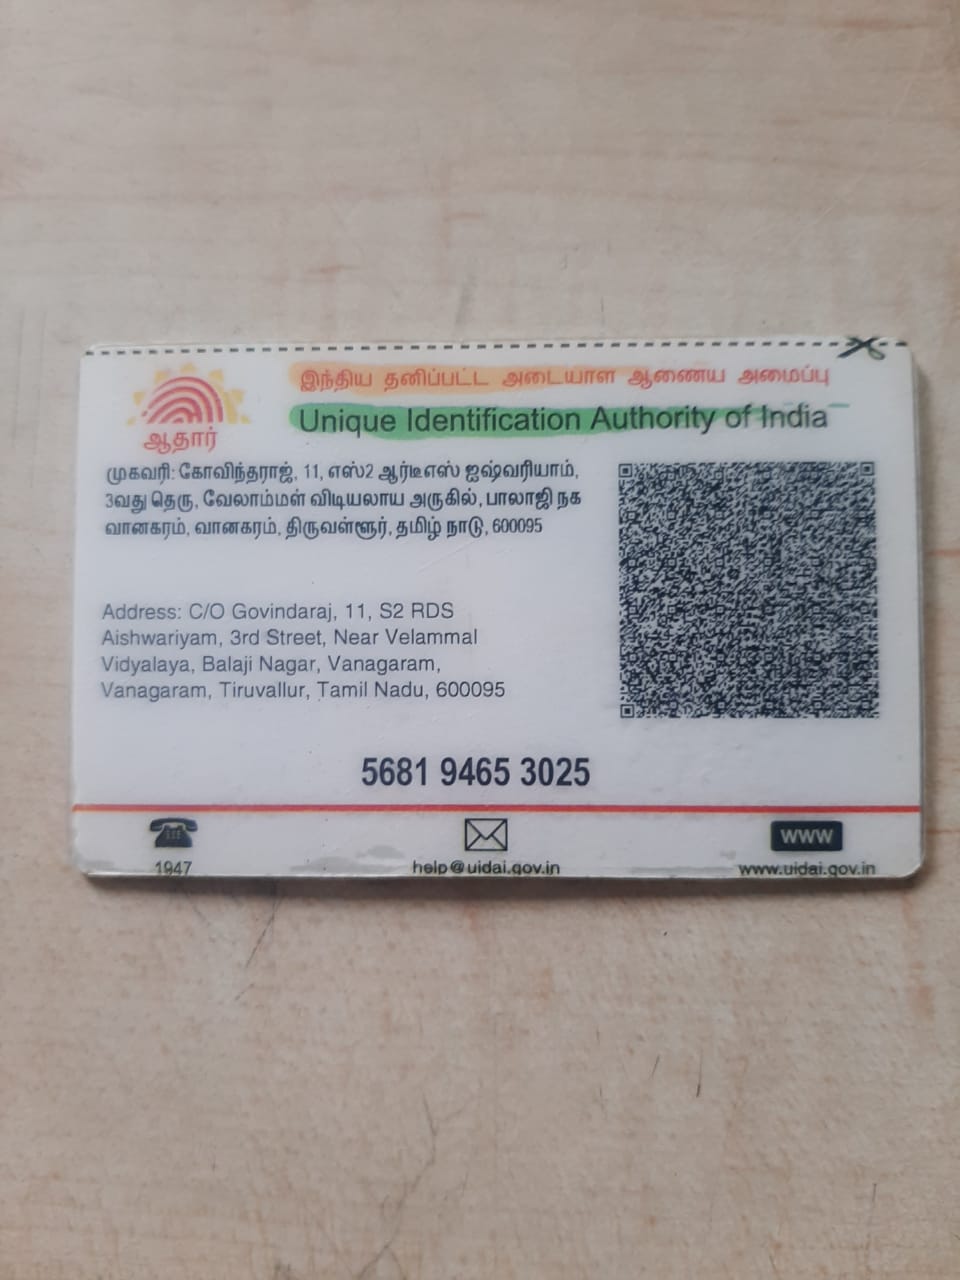 இந்திய தனிப்பட்ட அடையாள ஆணைய அமைப்பு
Unique Identification Authority of India
ஆதார்
முகவரி: கோவிந்தராஜ், 11, எஸ்2 ஆர்டீஎஸ் ஐஷ்வரியாம்,
3வது தெரு, வேலாம்மள் விடியலாய அருகில், பாலாஜி நக
வானகரம், வானகரம், திருவள்ளூர், தமிழ் நாடு, 600095
Address: C/O Govindaraj, 11, S2 RDS
Aishwariyam, 3rd Street, Near Velammal
Vidyalaya, Balaji Nagar, Vanagaram,
Vanagaram, Tiruvallur, Tamil Nadu, 600095
5681 9465 3025
WWW
1947
help@uidai.gov.in
www.uidai.gov.in